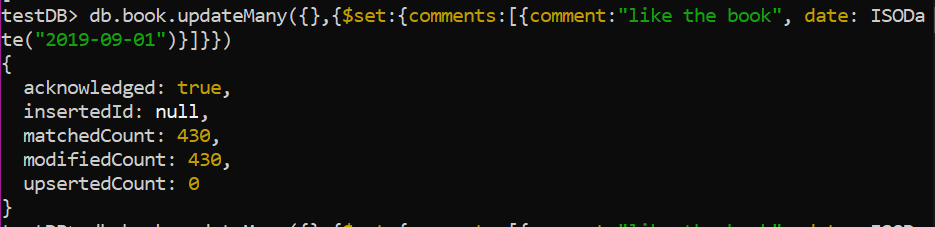 testDB> db.book.updateMany({},{$set:{comments:[{comment:"like the book", date: ISODa
te("2019-09-01")}]}})
{
  acknowledged: true,
  insertedId: null,
  matchedCount: 430,
  modifiedCount: 430,
  upsertedCount: 0
}